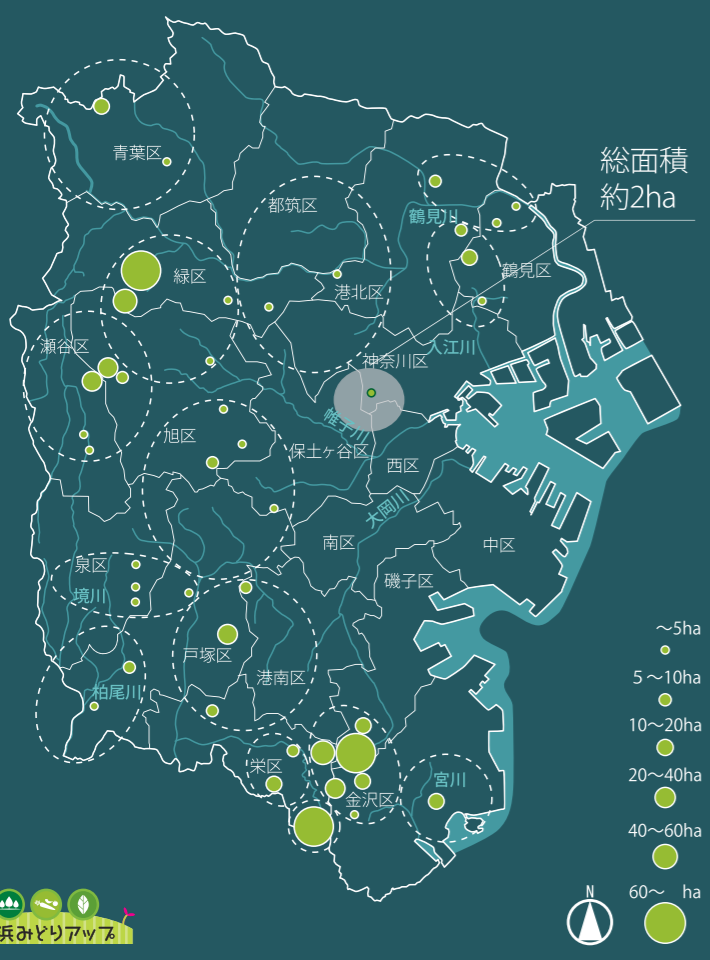 青葉区
総面積
約2ha
都筑区
鶴見川
緑区
鶴見区
港北区
瀬谷区
入江川
神奈川区
帷子川
旭区
保土ヶ谷区
西区
大岡川
南区
中区
泉区
磯子区
境川
戸塚区
港南区
柏尾川
栄区
宮川
金沢区
～5ha
5～10ha
10～20ha
20～40ha
40～60ha
60～ ha
N
浜みどりアップ